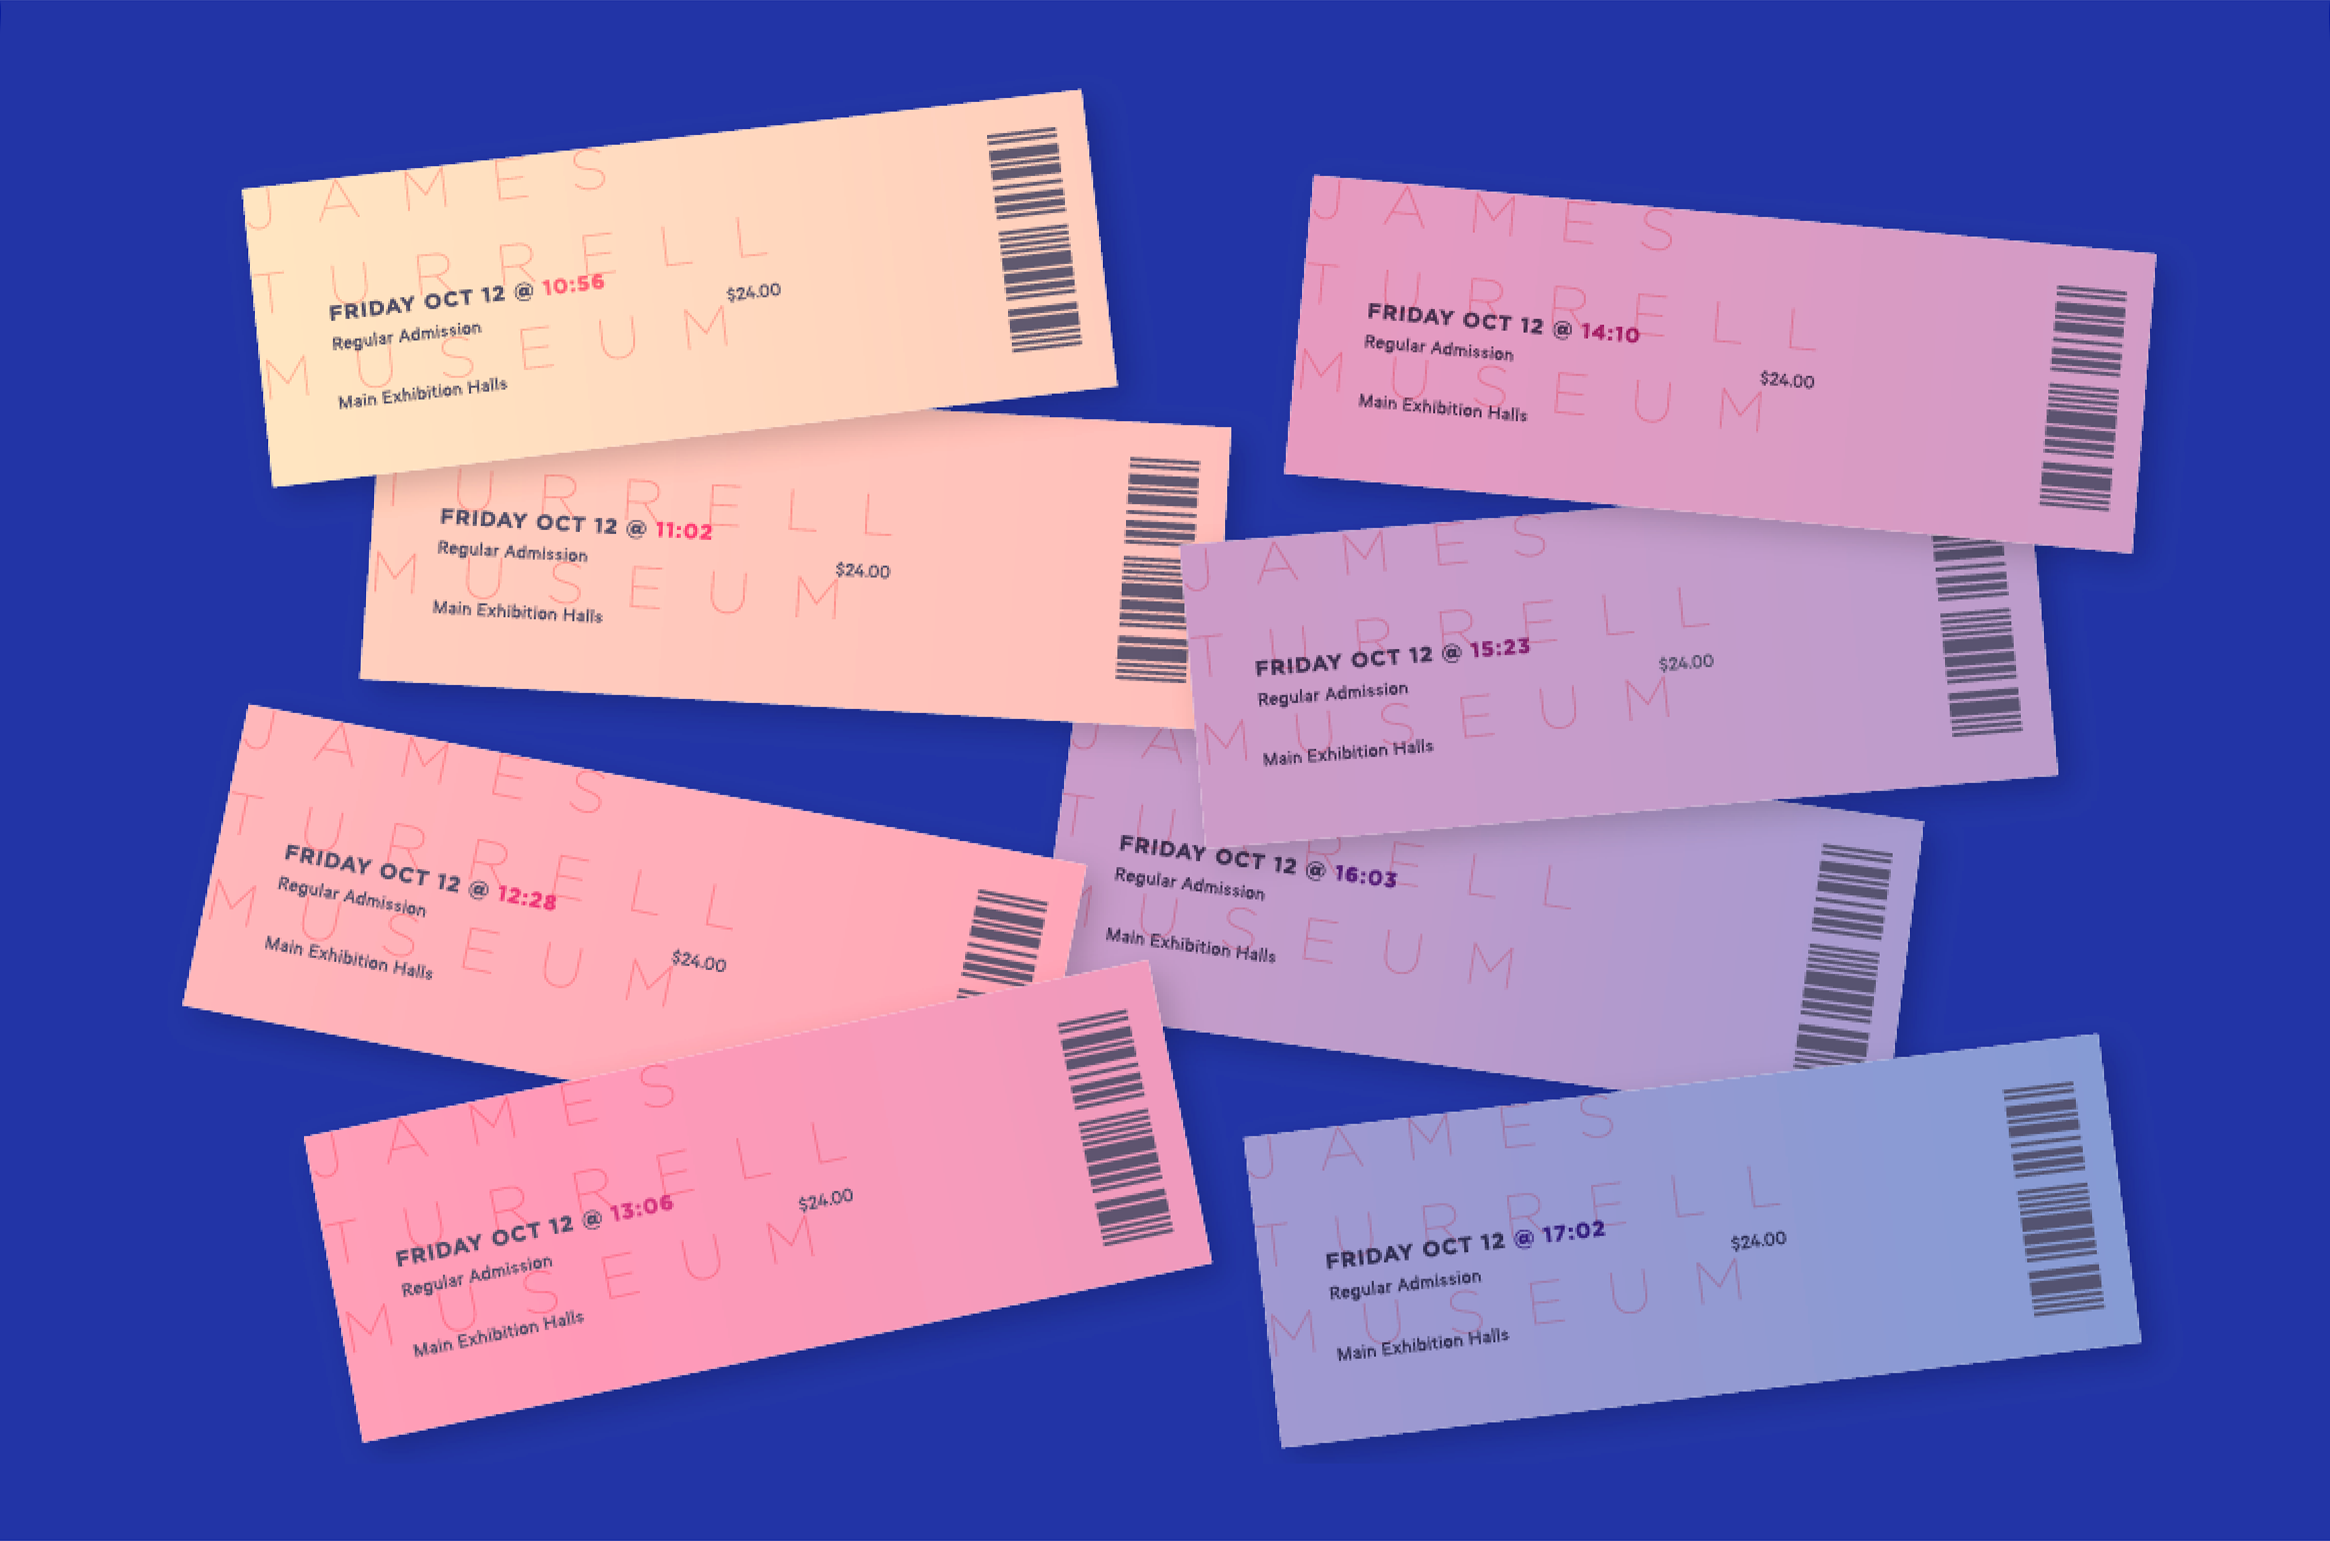 JAMES
TURRELL
MUSEUM
FRIDAY OCT 12 @ 10:56
Regular Admission
$24.00
Main Exhibition Halls
TURRELL
MUSEUM
FRIDAY OCT 12 @ 11:02
Regular Admission
$24.00
Main Exhibition Halls
JAMES
TURRELL
MUSEUM
FRIDAY OCT 12 @ 12:28
Regular Admission
$24.00
Main Exhibition Halls
JAMES
TURRELL
MUSEUM
FRIDAY OCT 12 @ 13:06
Regular Admission
$24.00
Main Exhibition Halls
JAMES
TURRELL
MUSEUM
FRIDAY OCT 12 @ 14:10
Regular Admission
$24.00
Main Exhibition Halls
JAMES
TURRELL
MUSEUM
FRIDAY OCT 12 @ 15:23
Regular Admission
$24.00
Main Exhibition Halls
JA
TURRELL
MUSEUM
FRIDAY OCT 12 @ 16:03
Regular Admission
Main Exhibition Halls
JAMES
TURRELL
MUSEUM
FRIDAY OCT 12 @ 17:02
Regular Admission
$24.00
Main Exhibition Halls